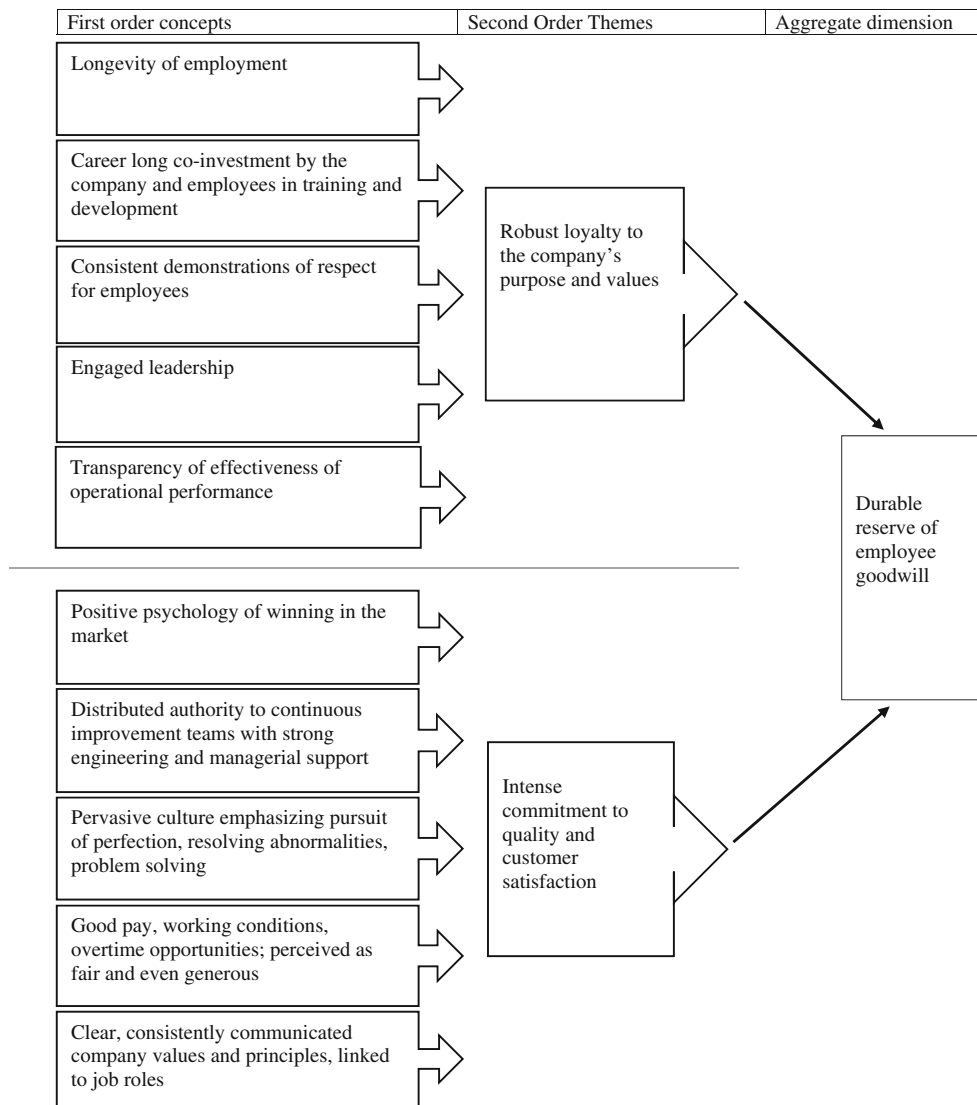 First order concepts
Second Order Themes
Aggregate dimension
Longevity of employment
Career long co-investment by the
company and employees in training and
development
Consistent demonstrations of respect
for employees
Engaged leadership
Transparency of effectiveness of
operational performance
Robust loyalty to
the company’s
purpose and values
Positive psychology of winning in the
market
Distributed authority to continuous
improvement teams with strong
engineering and managerial support
Pervasive culture emphasizing pursuit
of perfection, resolving abnormalities,
problem solving
Good pay, working conditions,
overtime opportunities; perceived as
fair and even generous
Clear, consistently communicated
company values and principles, linked
to job roles
Intense
commitment to
quality and
customer
satisfaction
Durable
reserve of
employee
goodwill